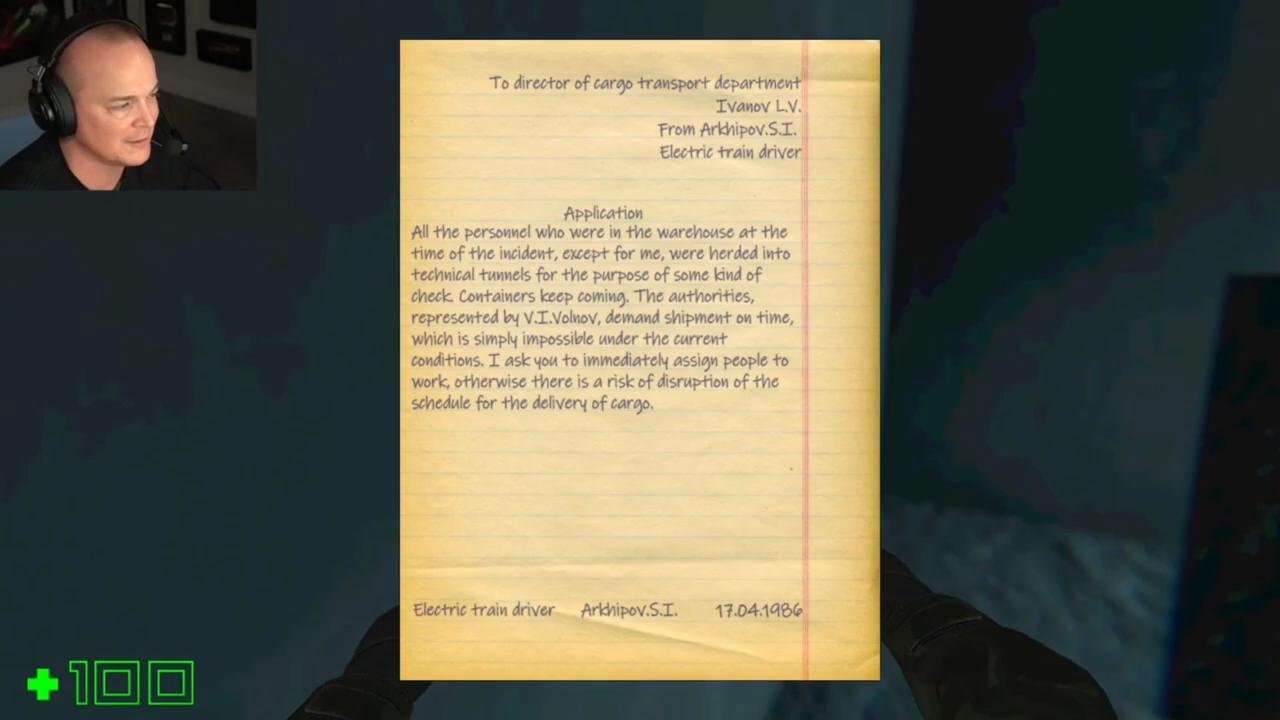 To director of cargo transport department
Ivanov L.V.
From Arkhipov.S.I.
Electric train driver
Application
All the personnel who were in the warehouse at the
time of the incident, except for me, were herded into
technical tunnels for the purpose of some kind of
check. Containers keep coming. The authorities,
represented by V.I.Volnov, demand shipment on time,
which is simply impossible under the current
conditions. I ask you to immediately assign people to
work, otherwise there is a risk of disruption of the
schedule for the delivery of cargo.
Electric train driver Arkhipov.S.I. 17.04.1986
+100